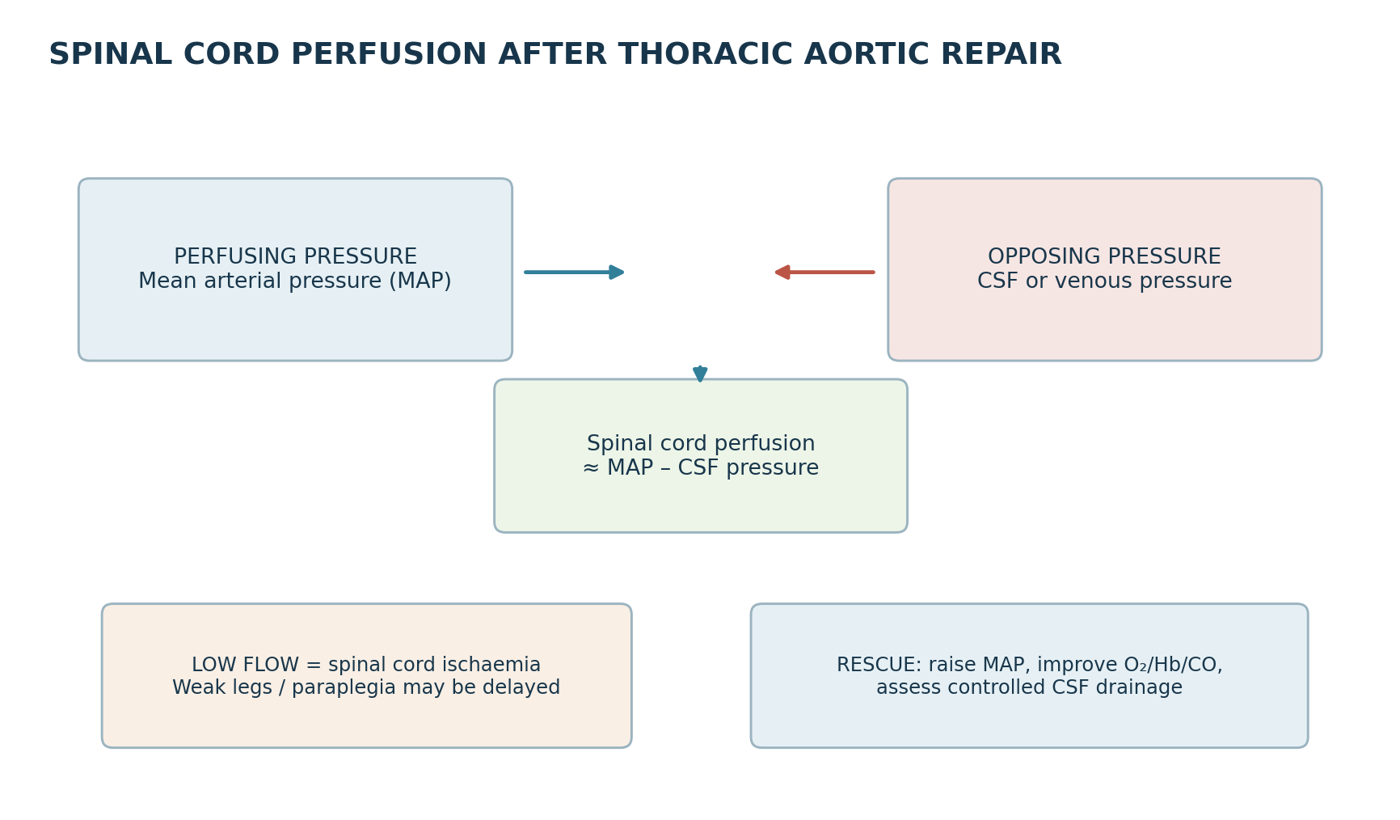 SPINAL CORD PERFUSION AFTER THORACIC AORTIC REPAIR
PERFUSING PRESSURE
Mean arterial pressure (MAP)
OPPOSING PRESSURE
CSF or venous pressure
Spinal cord perfusion
≈ MAP – CSF pressure
LOW FLOW = spinal cord ischaemia
Weak legs / paraplegia may be delayed
RESCUE: raise MAP, improve O₂/Hb/CO,
assess controlled CSF drainage